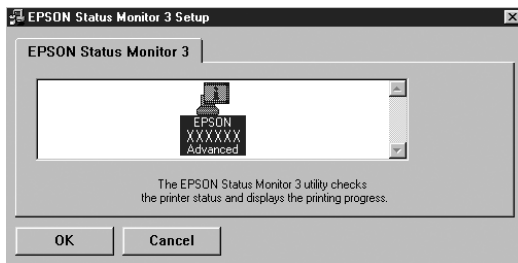 EPSON Status Monitor 3 Setup
EPSON Status Monitor 3
EPSON
XXXXXX
Advanced
The EPSON Status Monitor 3 utility checks
the printer status and displays the printing progress.
OK
Cancel